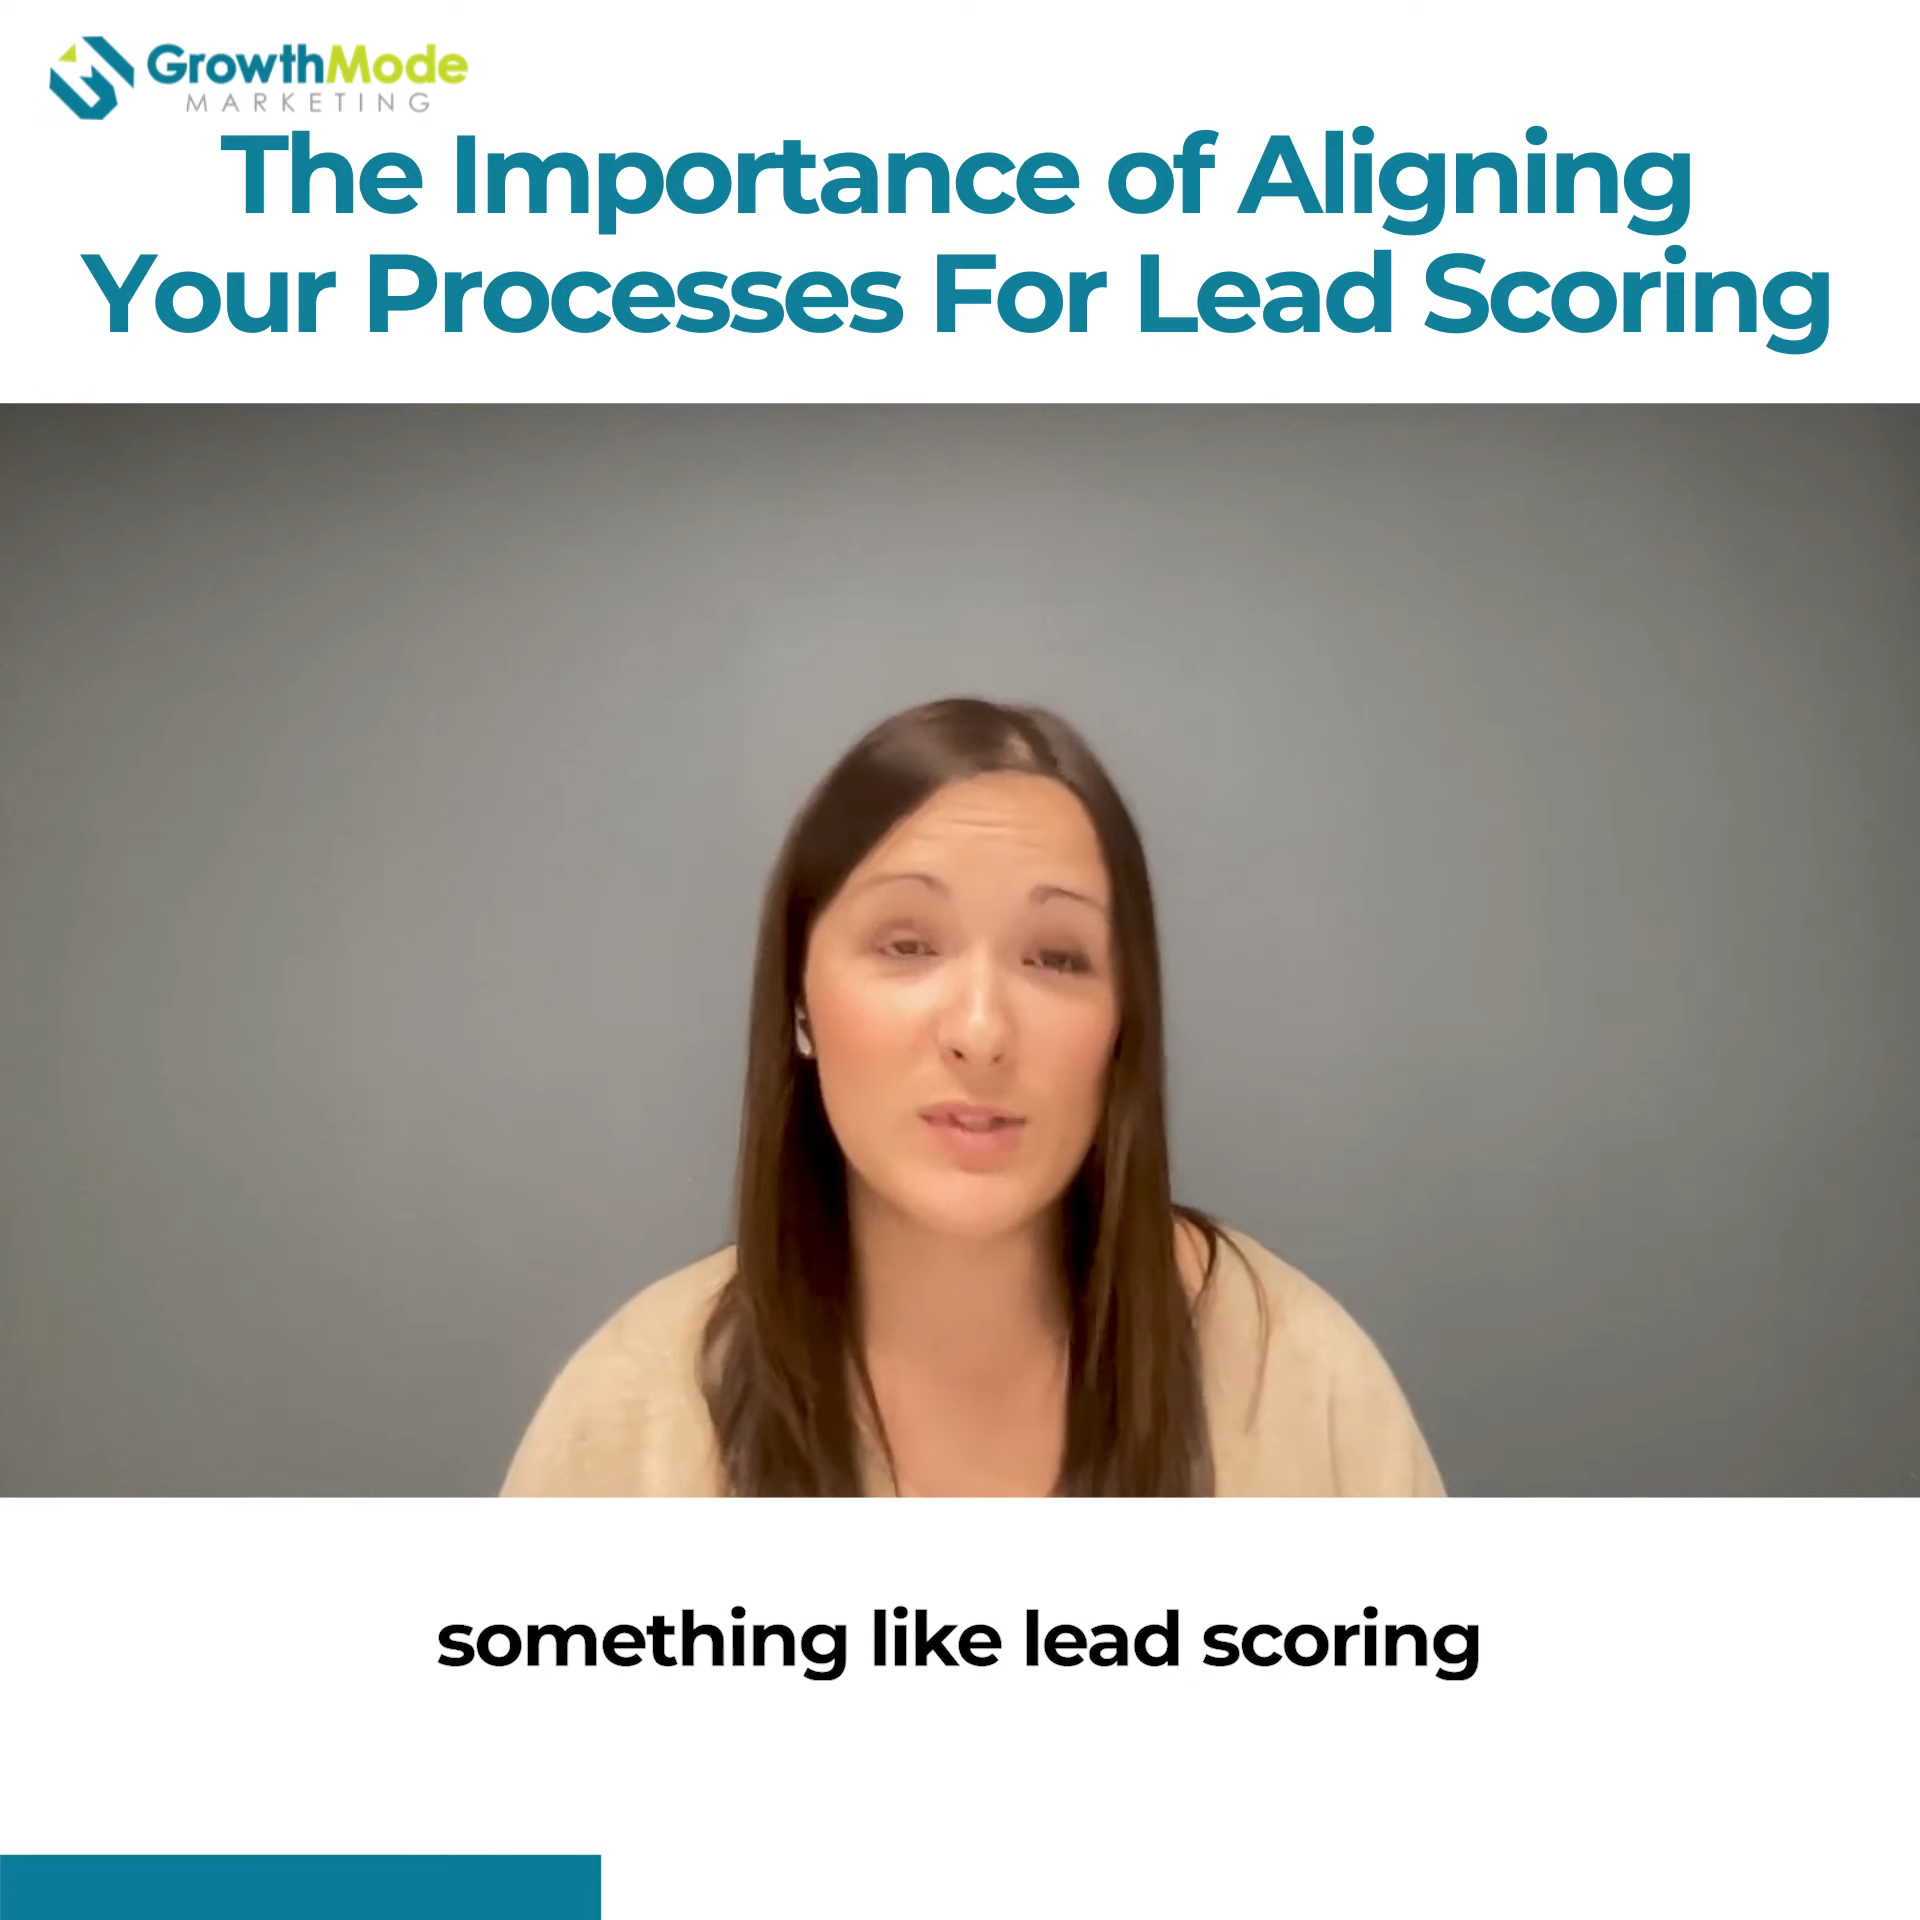 GrowthMode
MARKETING
The Importance of Aligning
Your Processes For Lead Scoring
something like lead scoring